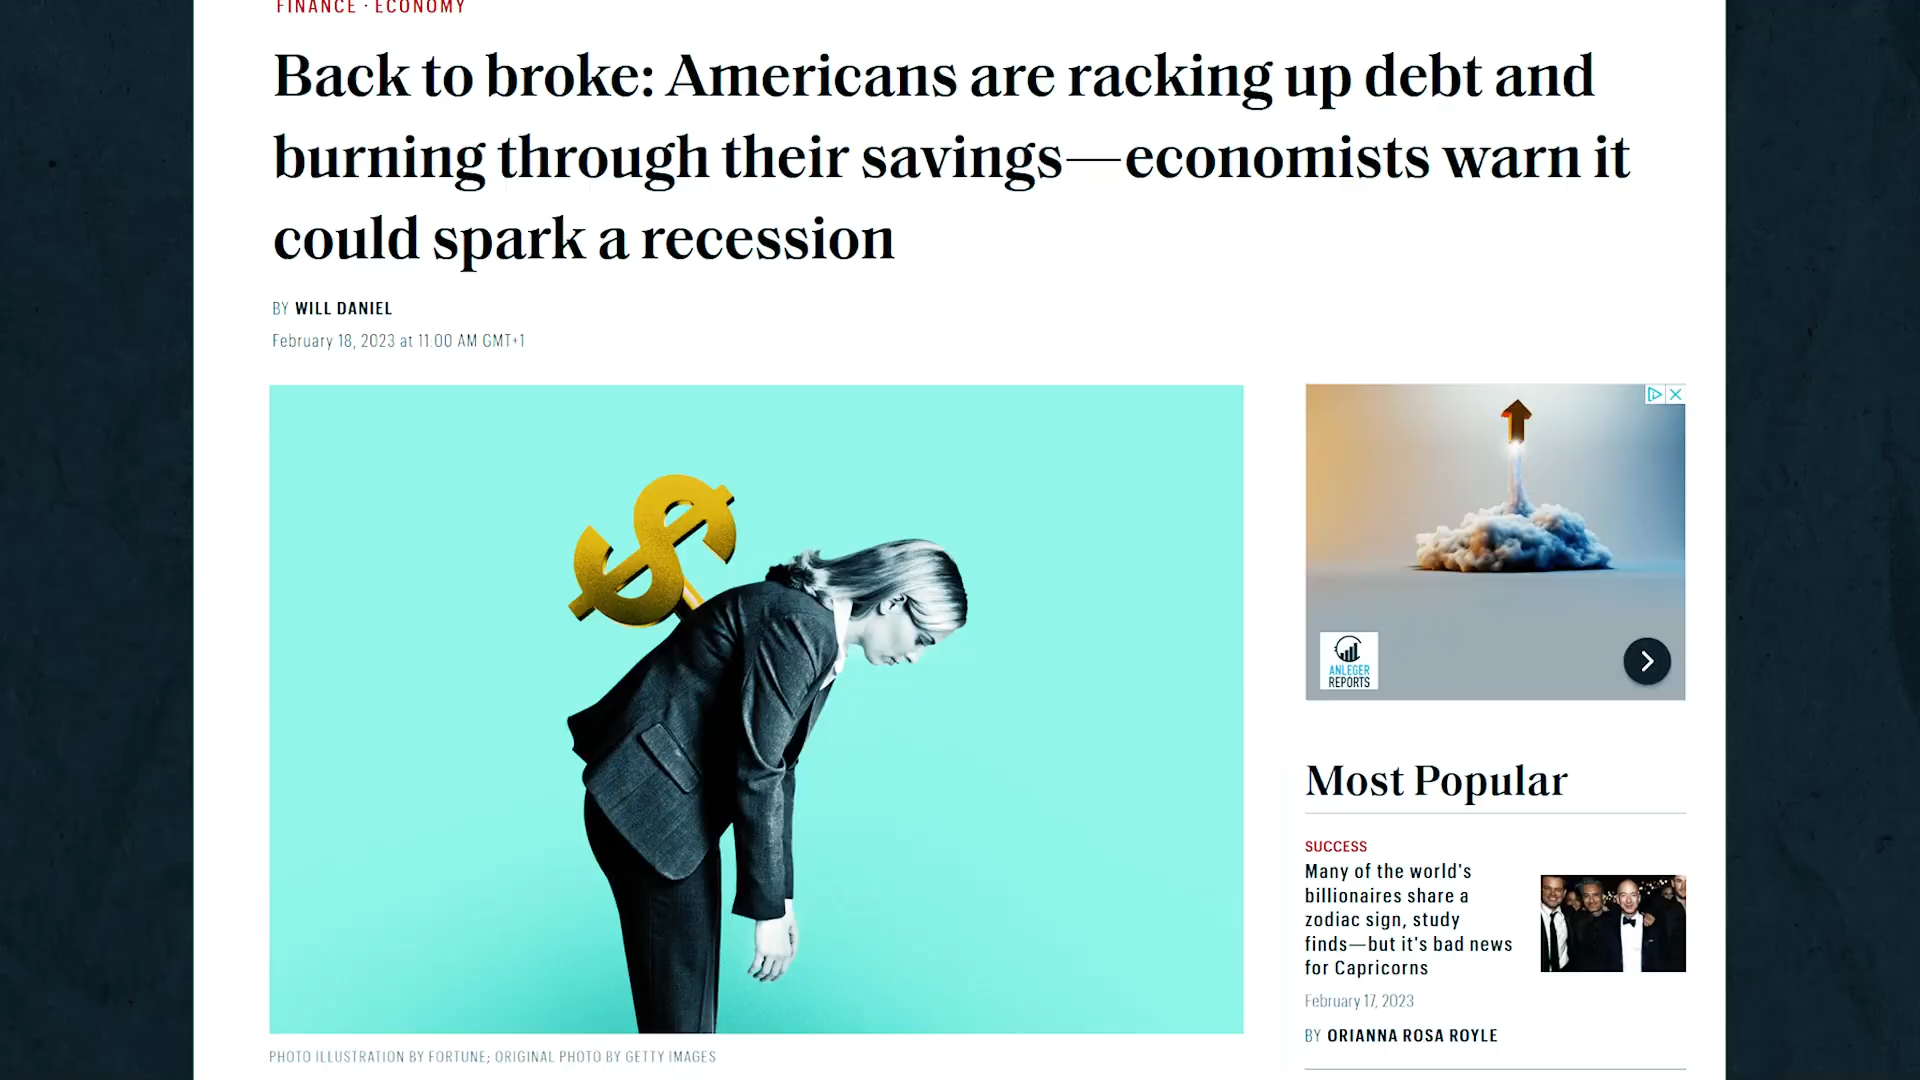 FINANCE · ECONOMY
Back to broke: Americans are racking up debt and
burning through their savings—economists warn it
could spark a recession
BY WILL DANIEL
February 18, 2023 at 11:00 AM GMT+1
ANLEGER
REPORTS
PHOTO ILLUSTRATION BY FORTUNE; ORIGINAL PHOTO BY GETTY IMAGES
Most Popular
SUCCESS
Many of the world's
billionaires share a
zodiac sign, study
finds—but it's bad news
for Capricorns
February 17, 2023
BY ORIANNA ROSA ROYLE